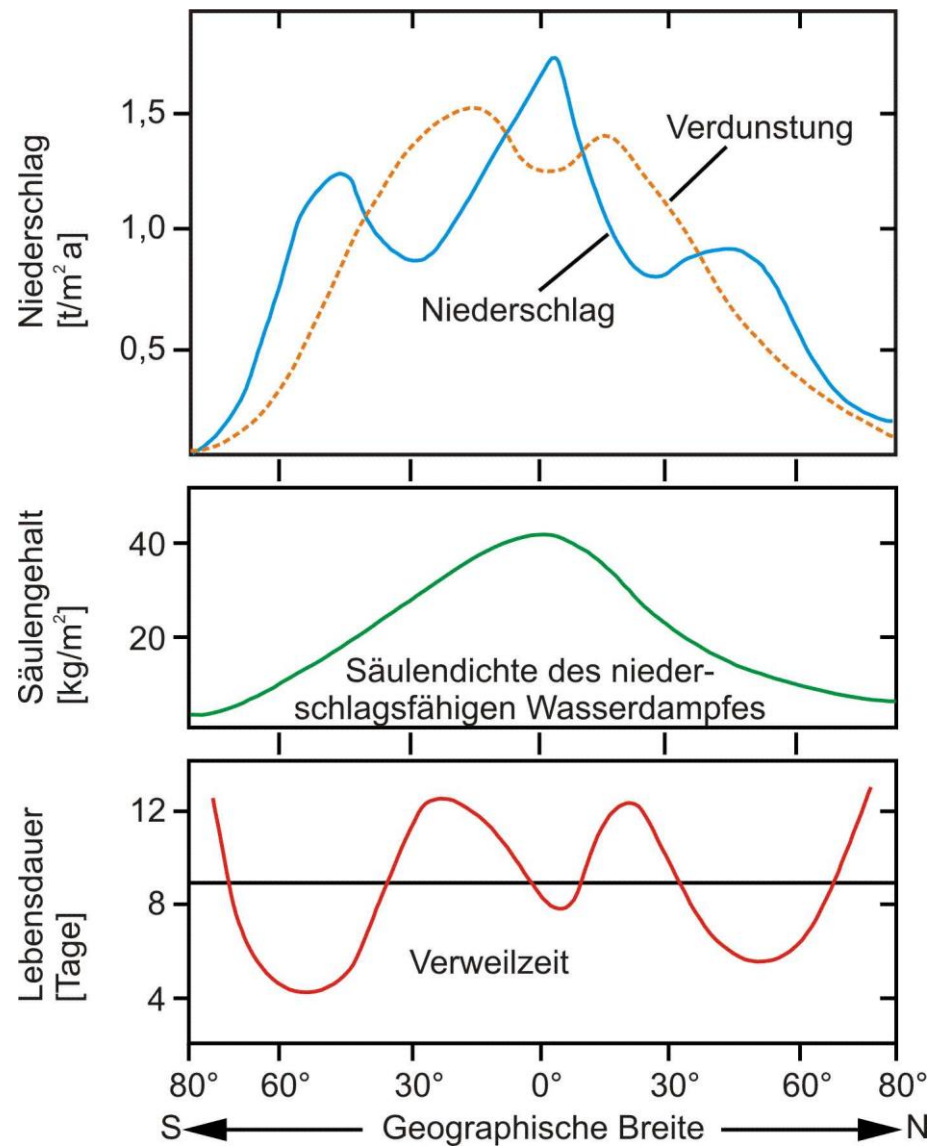 Niederschlag
[t/m² a]
1,5
1,0
0,5
Verdunstung
Niederschlag
Säulengehalt
[kg/m²]
40
20
Säulendichte des nieder-
schlagsfähigen Wasserdampfes
Lebensdauer
[Tage]
12
8
4
Verweilzeit
80° 60° 30° 0° 30° 60° 80°
S Geographische Breite N